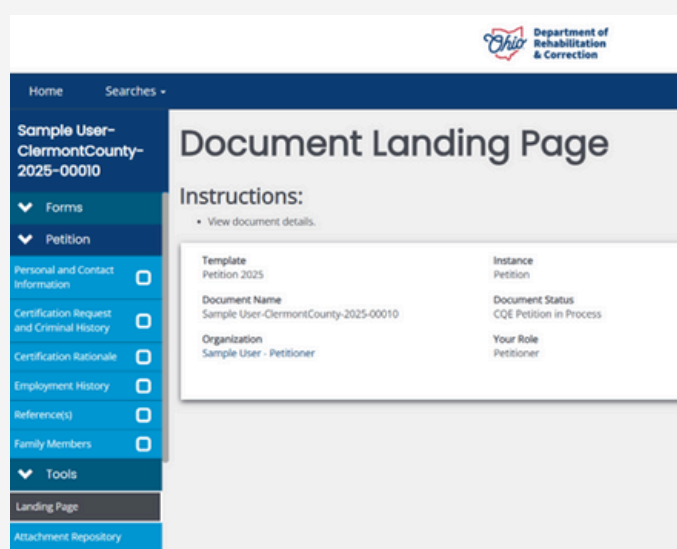 Ohio
Department of
Rehabilitation
& Correction
Home
Searches
Sample User-
ClermontCounty-
2025-00010
Forms
Petition
Personal and Contact
Information
Certification Request
and Criminal History
Certification Rationale
Employment History
Reference(s)
Family Members
Tools
Landing Page
Attachment Repository
Document Landing Page
Instructions:
• View document details.
Template
Petition 2025
Instance
Petition
Document Name
Sample User-ClermontCounty-2025-00010
Document Status
CQE Petition in Process
Organization
Sample User - Petitioner
Your Role
Petitioner